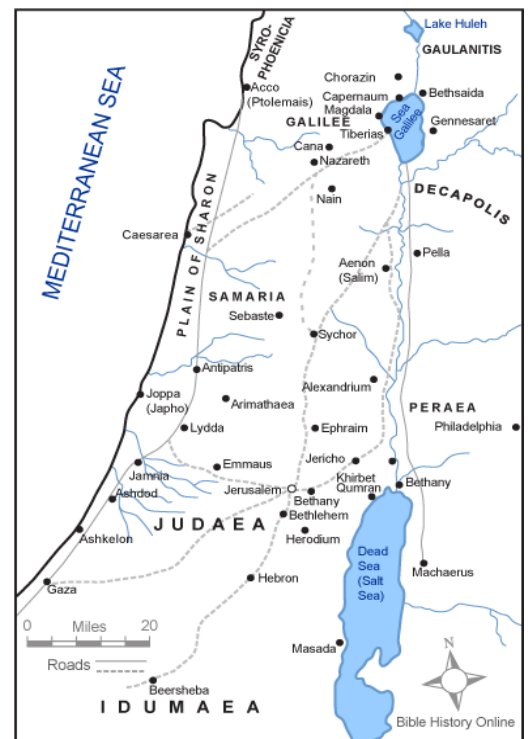 Lake Huleh
SYRO-
PHOENICIA
GAULANITIS
MEDITERRANEAN SEA
Acco
(Ptolemais)
Chorazin
Capernaum
Bethsaida
Magdala
GALILEE
Sea
Galilee
Tiberias
Gennesaret
Cana
Nazareth
Nain
DECAPOLIS
Caesarea
PLAIN OF SHARON
Pella
Aenon
(Salim)
SAMARIA
Sebaste
Sychor
Antipatris
Alexandrium
Joppa
(Japho)
Arimathaea
PERAEA
Lydda
Ephraim
Philadelphia
Jamnia
Emmaus
Jericho
Khirbet
Qumran
Bethany
Jerusalem
Bethany
Ashdod
Bethlehem
JUDAEA
Herodium
Ashkelon
Dead
Sea
(Salt
Sea)
Machaerus
Gaza
Hebron
Miles
0 20
Roads
Masada
N
Beersheba
IDUMAEA
Bible History Online